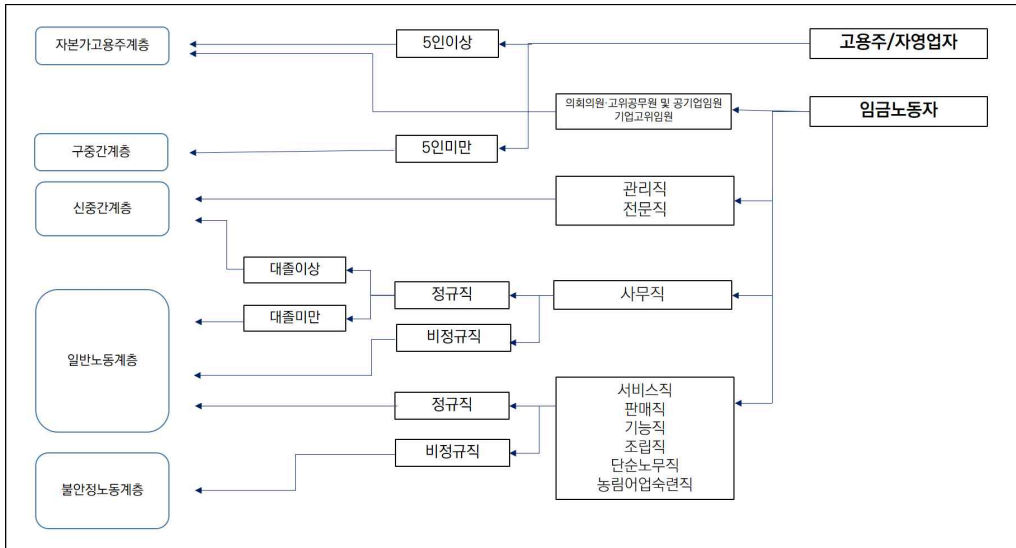 자본가고용주계층
5인이상
고용주/자영업자
의회의원·고위공무원 및 공기업임원
기업고위임원
임금노동자
구중간계층
5인미만
신중간계층
관리직
전문직
대졸이상
정규직
사무직
대졸미만
비정규직
일반노동계층
정규직
서비스직
판매직
기능직
조립직
단순노무직
농림어업숙련직
비정규직
불안정노동계층